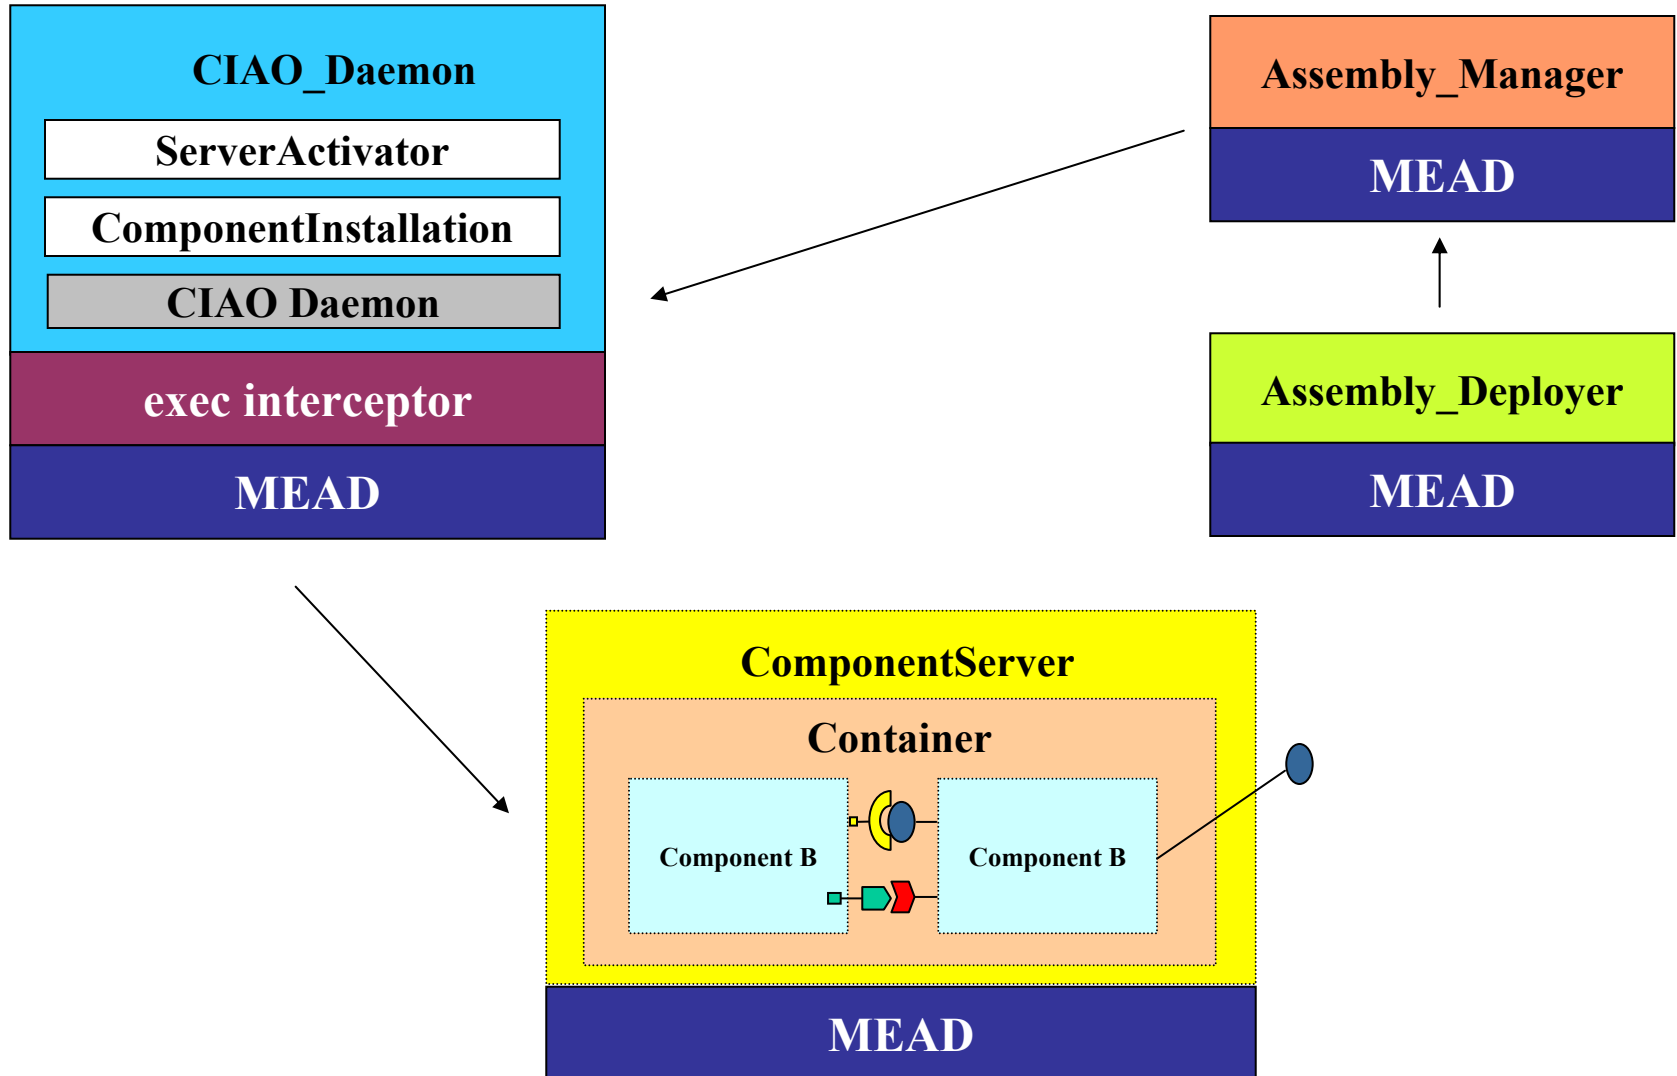 CIAO_Daemon
ServerActivator
ComponentInstallation
CIAO Daemon
exec interceptor
MEAD
Assembly_Manager
MEAD
Assembly_Deployer
MEAD
ComponentServer
Container
Component B
Component B
MEAD